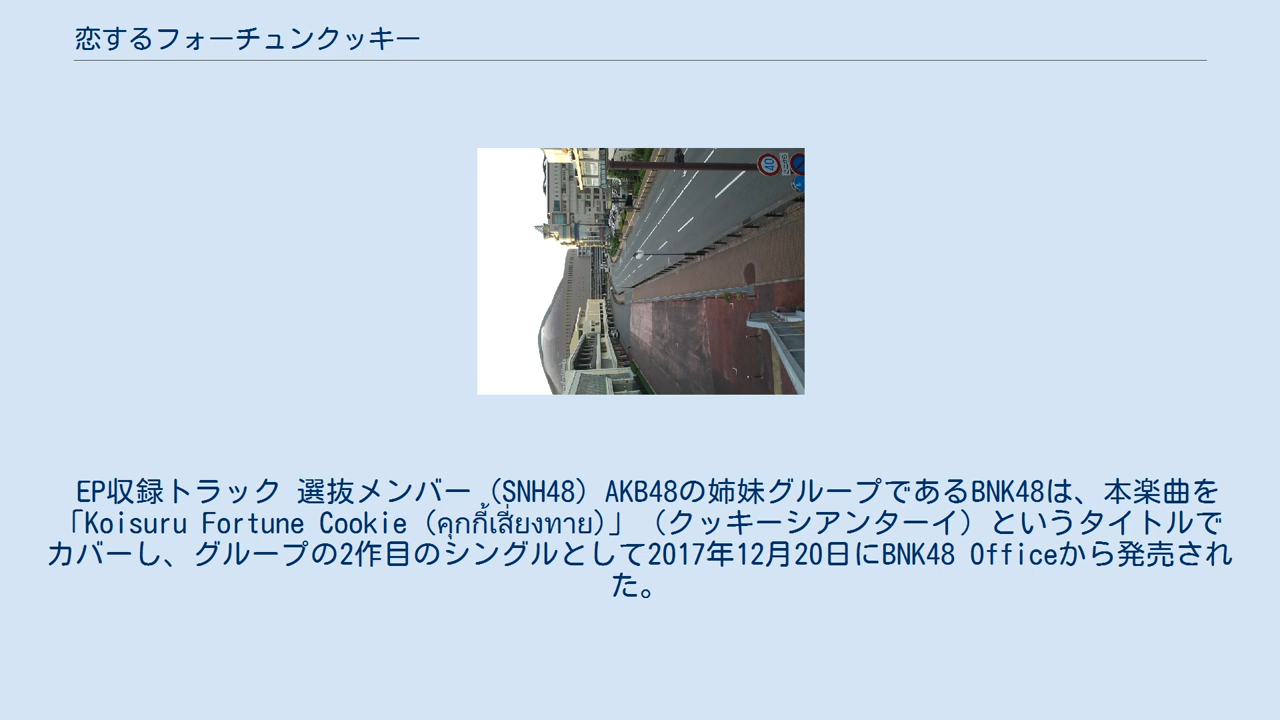 恋するフォーチュンクッキー
40
EP収録トラック 選抜メンバー（SNH48）AKB48の姉妹グループであるBNK48は、本楽曲を
「Koisuru Fortune Cookie（คุกกี้เสี่ยงทาย）」（クッキーシアンターイ）というタイトルで
カバーし、グループの2作目のシングルとして2017年12月20日にBNK48 Officeから発売され
た。